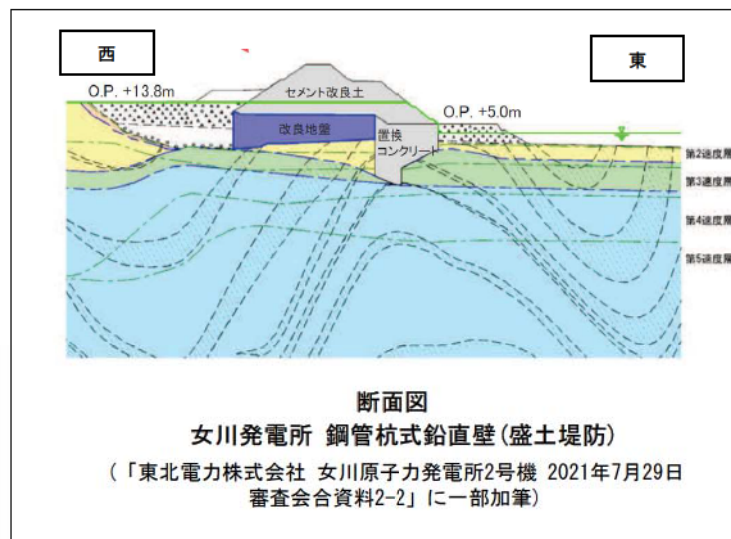 西
東
O.P. +13.8m
セメント改良土
O.P. +5.0m
改良地盤
置換
コンクリート
第2速度層
第3速度層
第4速度層
第5速度層
断面図
女川発電所 鋼管杭式鉛直壁(盛土堤防)
(「東北電力株式会社 女川原子力発電所2号機 2021年7月29日
審査会合資料2-2」に一部加筆)